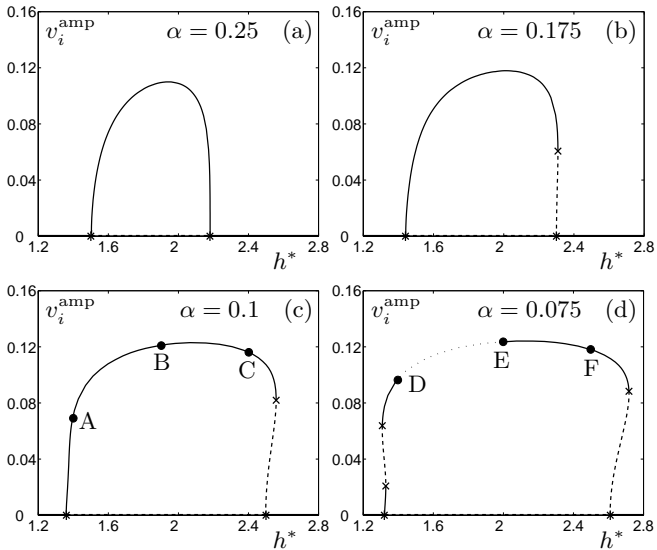 v_i^amp α = 0.25 (a)
0.16
0.12
0.08
0.04
0
1.2 1.6 2 2.4 2.8
h*
v_i^amp α = 0.175 (b)
0.16
0.12
0.08
0.04
0
1.2 1.6 2 2.4 2.8
h*
v_i^amp α = 0.1 (c)
0.16
0.12
0.08
0.04
0
A
B
C
1.2 1.6 2 2.4 2.8
h*
v_i^amp α = 0.075 (d)
0.16
0.12
0.08
0.04
0
D
E
F
1.2 1.6 2 2.4 2.8
h*